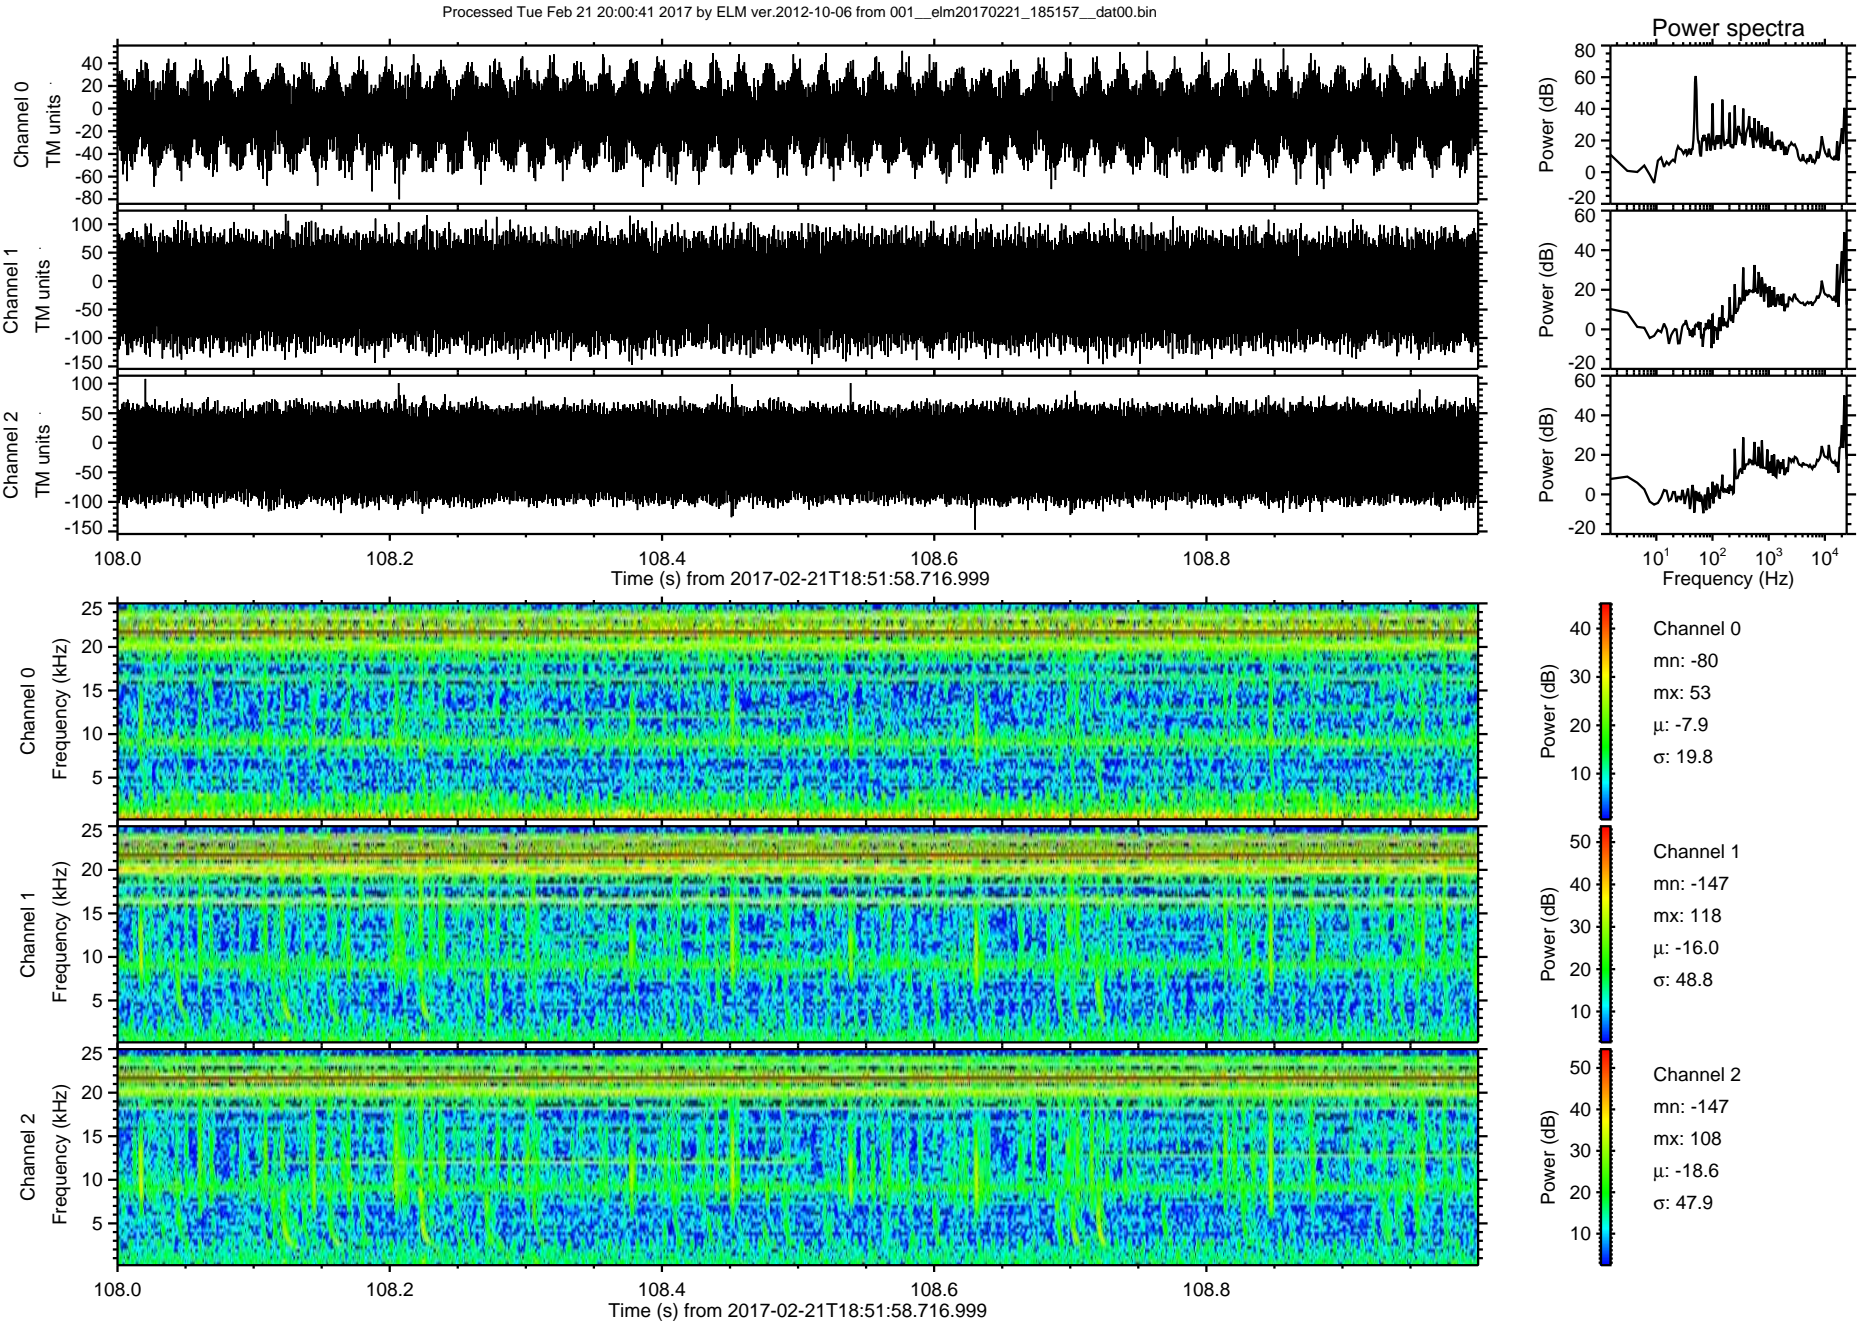 Processed Tue Feb 21 20:00:41 2017 by ELM ver.2012-10-06 from 001__elm20170221_185157__dat00.bin
Power spectra
Channel 0
TM units
40
20
0
-20
-40
-60
-80
Power (dB)
80
60
40
20
0
-20
Channel 1
TM units
100
50
0
-50
-100
-150
Power (dB)
60
40
20
0
-20
Channel 2
TM units
100
50
0
-50
-100
-150
Power (dB)
60
40
20
0
-20
108.0 108.2 108.4 108.6 108.8
Time (s) from 2017-02-21T18:51:58.716.999
10^1 10^2 10^3 10^4
Frequency (Hz)
Channel 0
Frequency (kHz)
25
20
15
10
5
Power (dB)
40
30
20
10
Channel 0
mn: -80
mx: 53
μ: -7.9
σ: 19.8
Channel 1
Frequency (kHz)
25
20
15
10
5
Power (dB)
50
40
30
20
10
Channel 1
mn: -147
mx: 118
μ: -16.0
σ: 48.8
Channel 2
Frequency (kHz)
25
20
15
10
5
Power (dB)
50
40
30
20
10
Channel 2
mn: -147
mx: 108
μ: -18.6
σ: 47.9
108.0 108.2 108.4 108.6 108.8
Time (s) from 2017-02-21T18:51:58.716.999